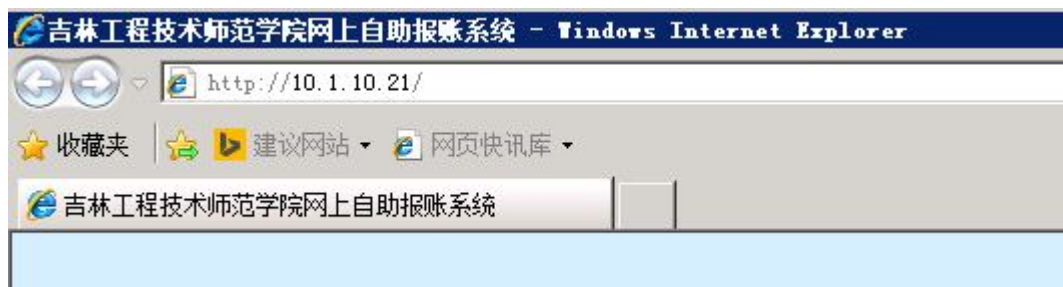 吉林工程技术师范学院网上自助报账系统 - Windows Internet Explorer
http://10.1.10.21/
收藏夹 建议网站 网页快讯库
吉林工程技术师范学院网上自助报账系统